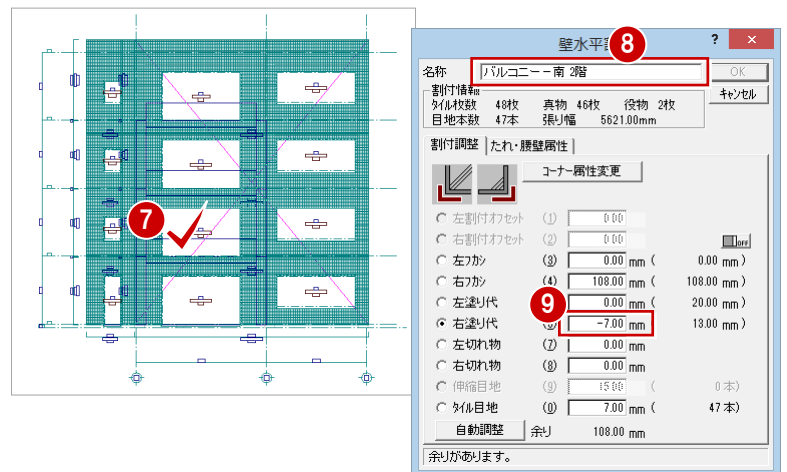 壁水平
8
?
×
名称
バルコニー－南 2階
OK
割付情報
キャンセル
タイル枚数 48枚 真物 46枚 役物 2枚
目地本数 47本 張り幅 5621.00mm
割付調整
たれ・腰壁属性
コーナー属性変更
左割付オフセット (1) 0.00
右割付オフセット (2) 0.00
OFF
左フカシ (3) 0.00 mm ( 0.00 mm )
右フカシ (4) 108.00 mm ( 108.00 mm )
左塗り代 0.00 mm ( 20.00 mm )
9
右塗り代 -7.00 mm ( 13.00 mm )
左切れ物 (7) 0.00 mm
右切れ物 (8) 0.00 mm
伸縮目地 (9) 15.00 ( 0 本)
タイル目地 (0) 7.00 mm ( 47 本)
自動調整
余り 108.00 mm
余りがあります。
7